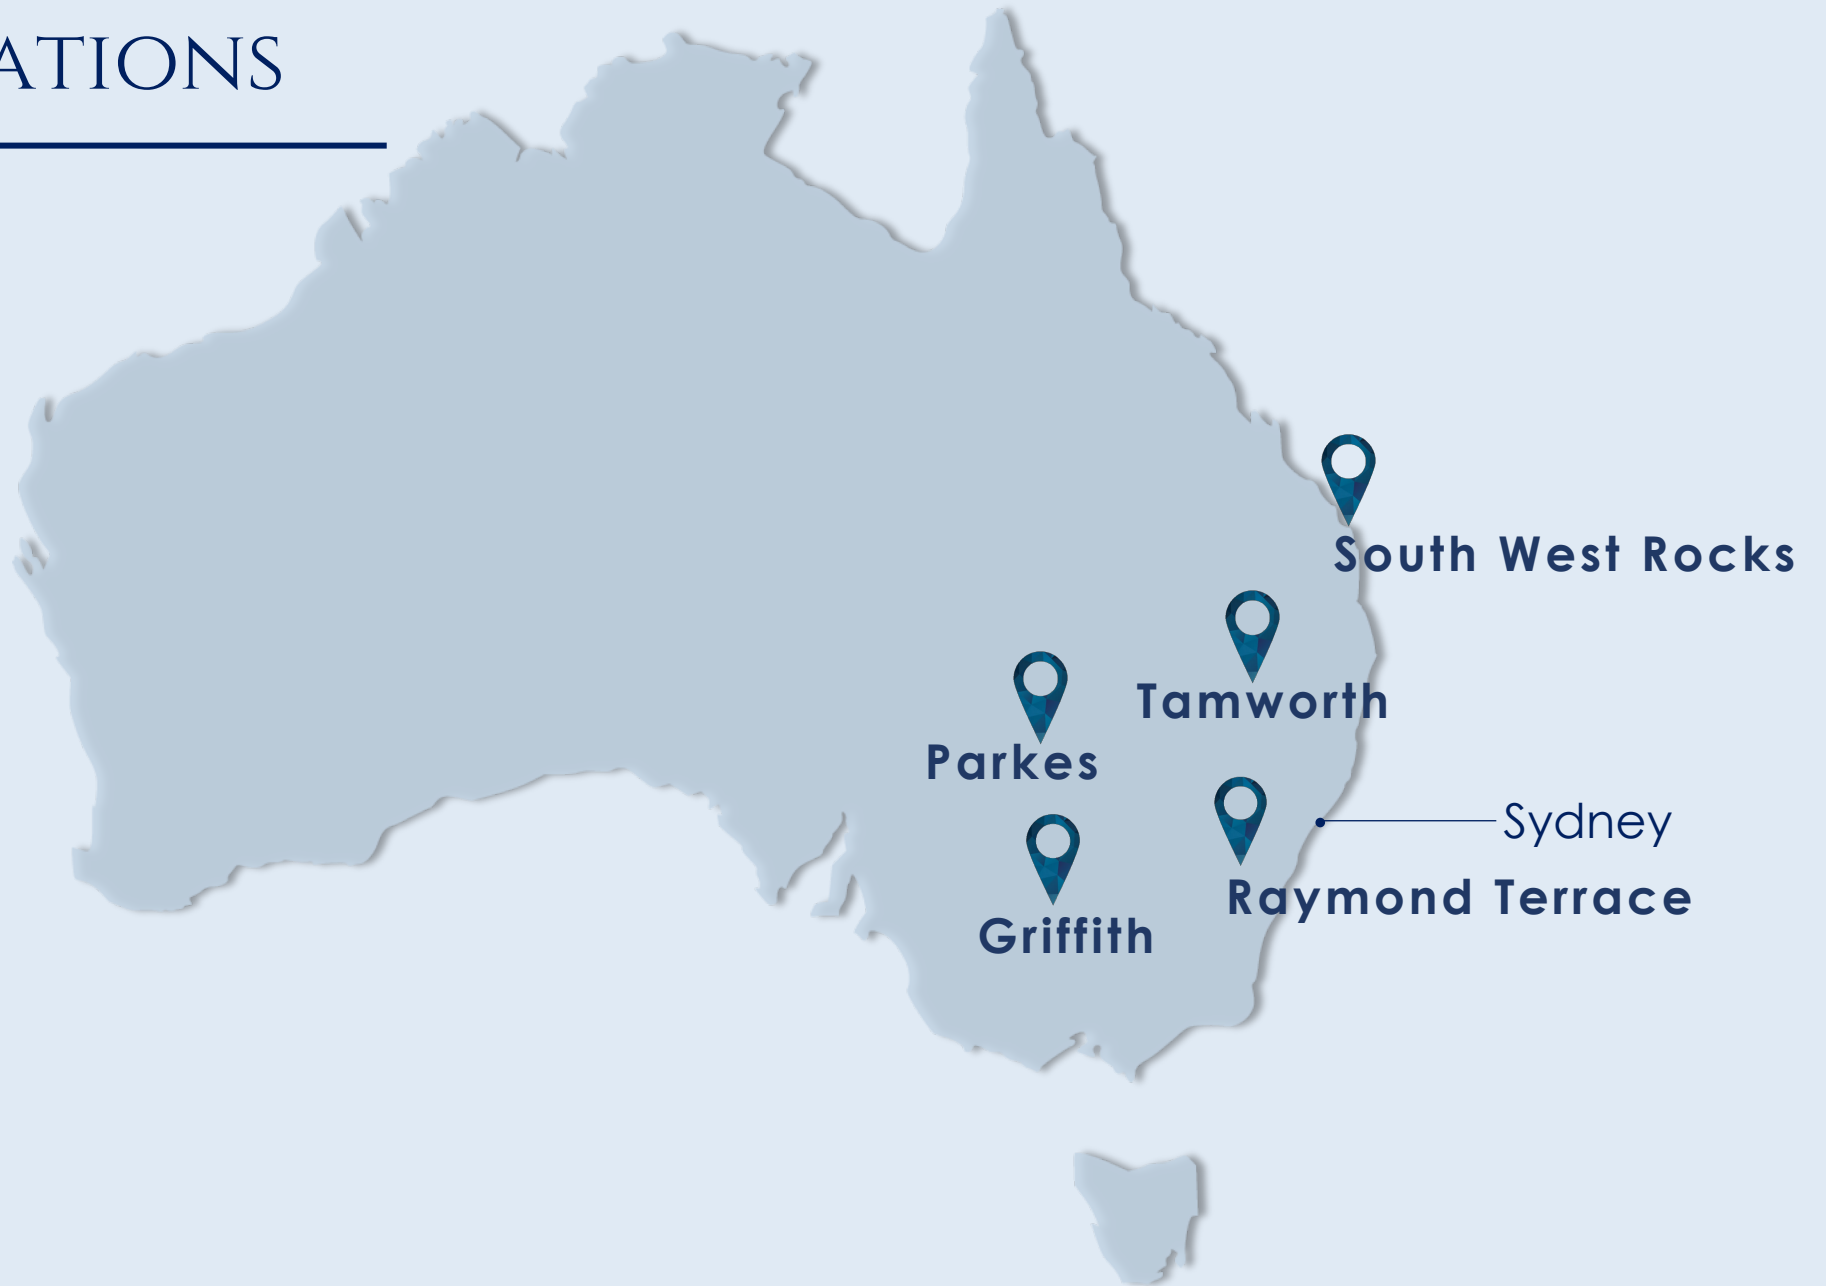 ATIONS
South West Rocks
Tamworth
Parkes
Sydney
Raymond Terrace
Griffith